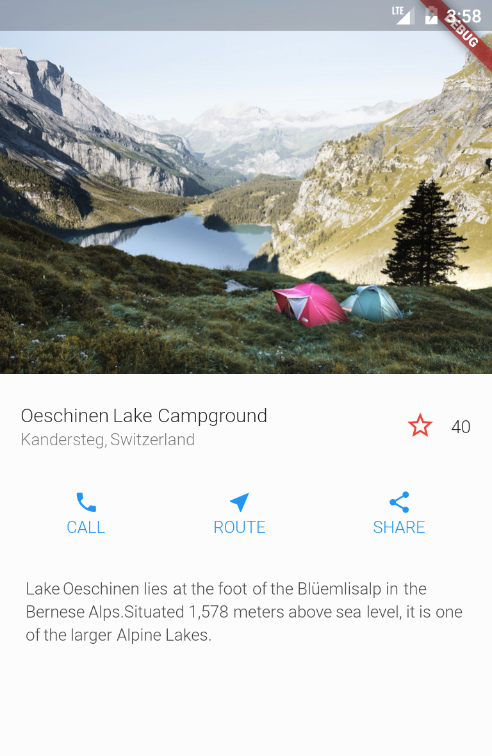 LTE 3:58
DEBUG
Oeschinen Lake Campground
Kandersteg, Switzerland
40
CALL ROUTE SHARE
Lake Oeschinen lies at the foot of the Blüemlisalp in the
Bernese Alps.Situated 1,578 meters above sea level, it is one
of the larger Alpine Lakes.